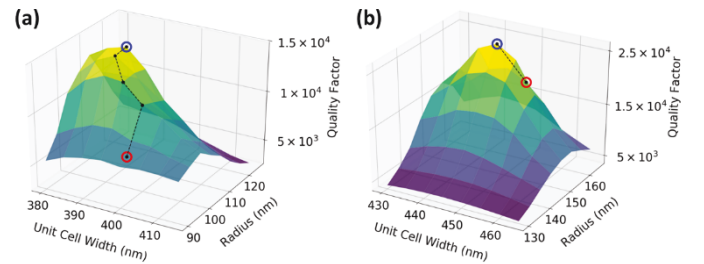 (a)
1.5 × 10⁴
1 × 10⁴
5 × 10³
Quality Factor
380
390
400
410
Unit Cell Width (nm)
90
100
110
120
Radius (nm)
(b)
2.5 × 10⁴
1.5 × 10⁴
5 × 10³
Quality Factor
430
440
450
460
Unit Cell Width (nm)
130
140
150
160
Radius (nm)